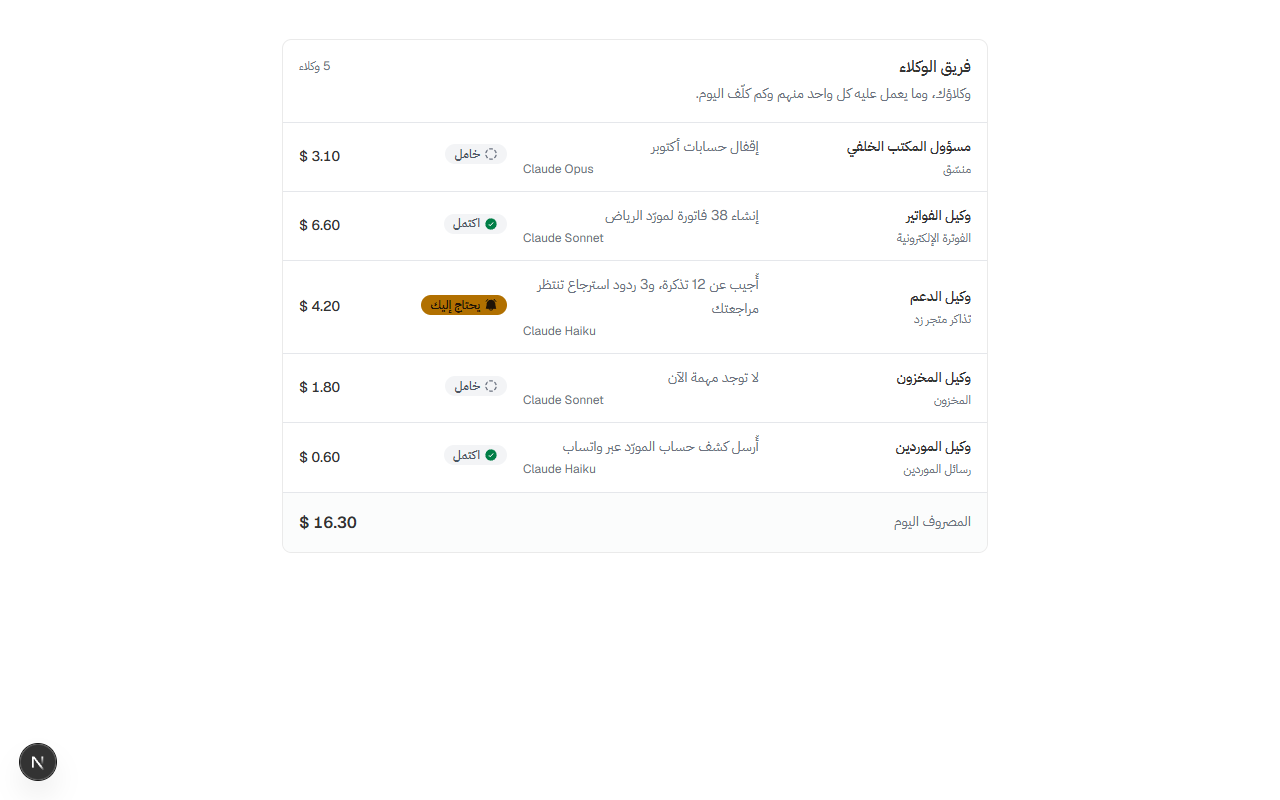 فريق الوكلاء
5 وكلاء
وكلاؤك، وما يعمل عليه كل واحد منهم وكم كلّف اليوم.
مسؤول المكتب الخلفي
منسّق
إقفال حسابات أكتوبر
Claude Opus
خامل
$ 3.10
وكيل الفواتير
الفوترة الإلكترونية
إنشاء 38 فاتورة لمورّد الرياض
Claude Sonnet
اكتمل
$ 6.60
وكيل الدعم
تذاكر متجر زد
أُجيب عن 12 تذكرة، و3 ردود استرجاع تنتظر
مراجعتك
Claude Haiku
يحتاج إليك
$ 4.20
وكيل المخزون
المخزون
لا توجد مهمة الآن
Claude Sonnet
خامل
$ 1.80
وكيل الموردين
رسائل الموردين
أُرسل كشف حساب المورّد عبر واتساب
Claude Haiku
اكتمل
$ 0.60
المصروف اليوم
$ 16.30
N